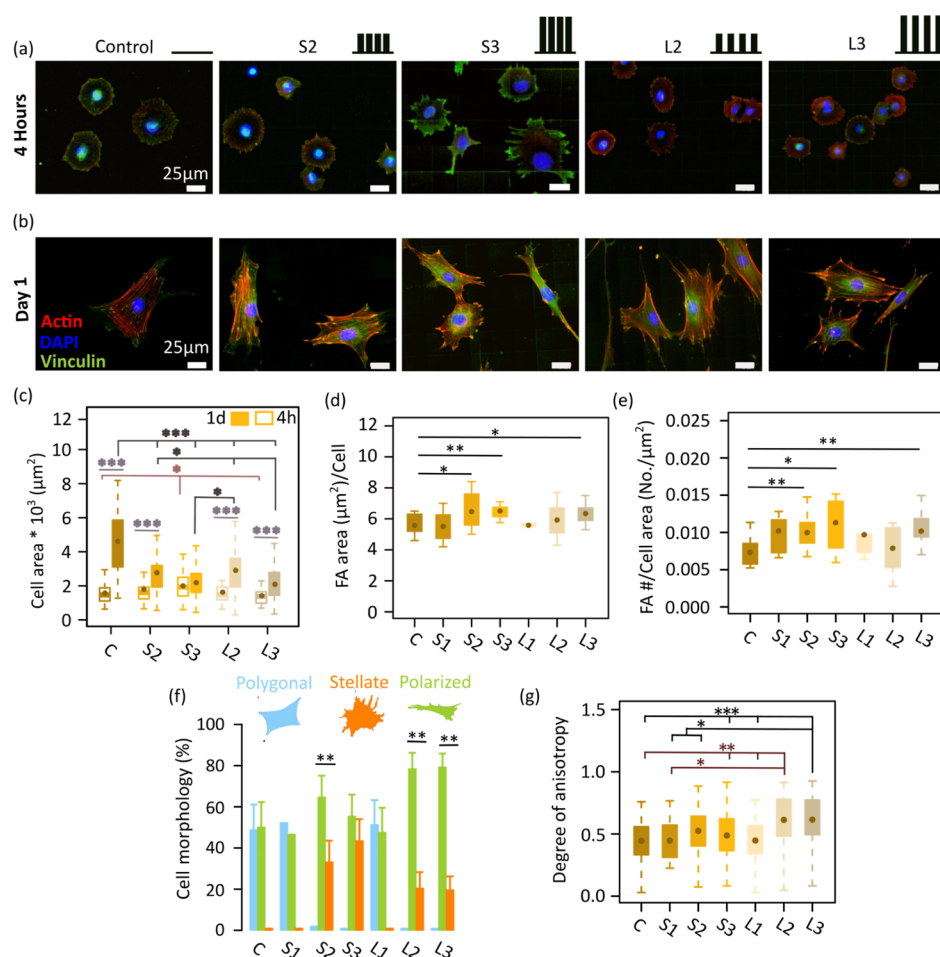 (a)
Control
S2
S3
L2
L3
4 Hours
25µm
(b)
Day 1
Actin
DAPI
Vinculin
25µm
(c)
Cell area * 10³ (µm²)
12
10
8
6
4
2
0
1d
4h
***
***
*
*
*
***
***
***
C
S2
S3
L2
L3
(d)
FA area (µm²)/Cell
12
10
8
6
4
2
0
*
**
*
C
S1
S2
S3
L1
L2
L3
(e)
FA #/Cell area (No./µm²)
0.025
0.020
0.015
0.010
0.005
0.000
**
*
**
C
S1
S2
S3
L1
L2
L3
(f)
Polygonal
Stellate
Polarized
Cell morphology (%)
100
80
60
40
20
0
**
**
**
C
S1
S2
S3
L1
L2
L3
(g)
Degree of anisotropy
1.5
1.0
0.5
0.0
***
*
**
*
C
S1
S2
S3
L1
L2
L3